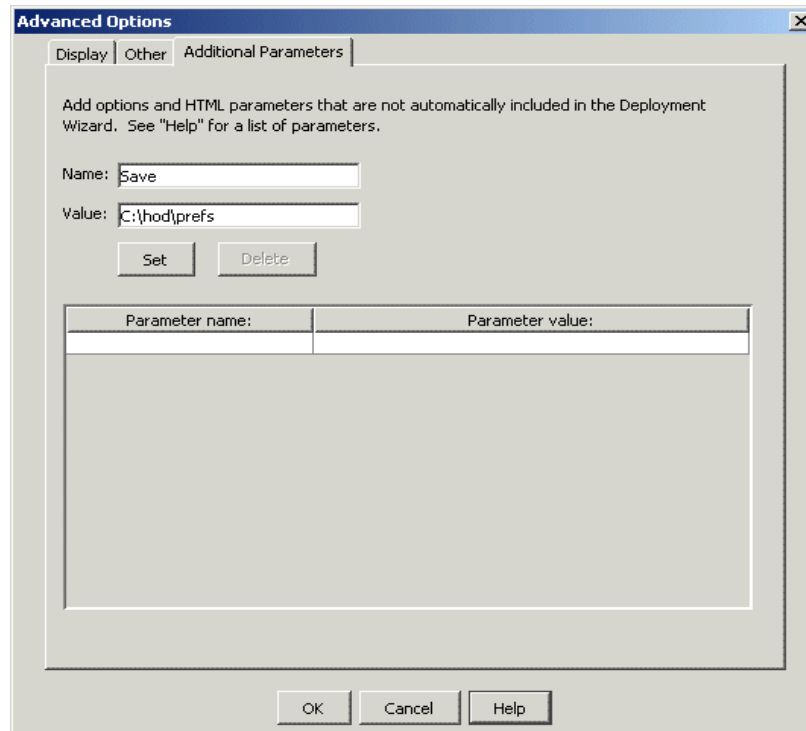 Advanced Options
Display Other Additional Parameters
Add options and HTML parameters that are not automatically included in the Deployment
Wizard. See "Help" for a list of parameters.
Name: Save
Value: C:\hod\prefs
Set Delete
Parameter name: Parameter value:
OK Cancel Help